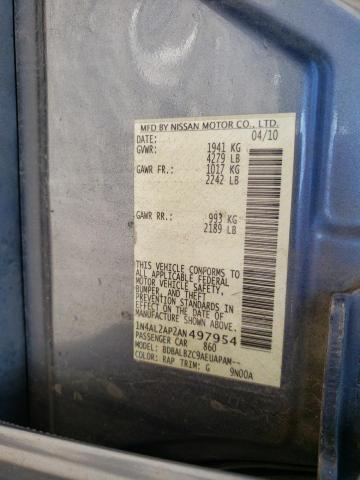 MFD BY NISSAN MOTOR CO., LTD.
DATE: 04/10
GVWR: 1941 KG
4279 LB
GAWR FR.: 1017 KG
2242 LB
GAWR RR.: 993 KG
2189 LB
THIS VEHICLE CONFORMS TO
ALL APPLICABLE FEDERAL
MOTOR VEHICLE SAFETY,
BUMPER, AND THEFT
PREVENTION STANDARDS
IN EFFECT ON THE DATE OF
MANUFACTURE SHOWN ABOVE.
1N4AL2AP2AN497954
PASSENGER CAR 860
MODEL: BDBALBZC9AEUAPAM--
COLOR: RAP TRIM: G 9N00A